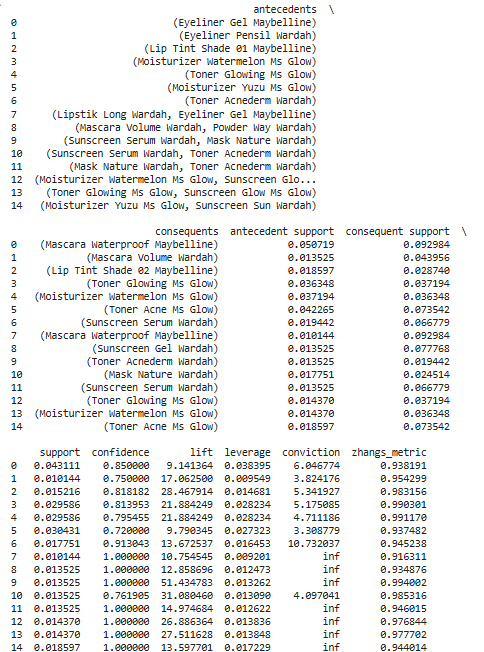 antecedents \
0 (Eyeliner Gel Maybelline)
1 (Eyeliner Pensil Wardah)
2 (Lip Tint Shade 01 Maybelline)
3 (Moisturizer Watermelon Ms Glow)
4 (Toner Glowing Ms Glow)
5 (Moisturizer Yuzu Ms Glow)
6 (Toner Acnederm Wardah)
7 (Lipstik Long Wardah, Eyeliner Gel Maybelline)
8 (Mascara Volume Wardah, Powder Way Wardah)
9 (Sunscreen Serum Wardah, Mask Nature Wardah)
10 (Sunscreen Serum Wardah, Toner Acnederm Wardah)
11 (Mask Nature Wardah, Toner Acnederm Wardah)
12 (Moisturizer Watermelon Ms Glow, Sunscreen Glo...
13 (Toner Glowing Ms Glow, Sunscreen Glow Ms Glow)
14 (Moisturizer Yuzu Ms Glow, Sunscreen Sun Wardah)
consequents antecedent support consequent support \
0 (Mascara Waterproof Maybelline) 0.050719 0.092984
1 (Mascara Volume Wardah) 0.013525 0.043956
2 (Lip Tint Shade 02 Maybelline) 0.018597 0.028740
3 (Toner Glowing Ms Glow) 0.036348 0.037194
4 (Moisturizer Watermelon Ms Glow) 0.037194 0.036348
5 (Toner Acne Ms Glow) 0.042265 0.073542
6 (Sunscreen Serum Wardah) 0.019442 0.066779
7 (Mascara Waterproof Maybelline) 0.010144 0.092984
8 (Sunscreen Gel Wardah) 0.013525 0.077768
9 (Toner Acnederm Wardah) 0.013525 0.019442
10 (Mask Nature Wardah) 0.017751 0.024514
11 (Sunscreen Serum Wardah) 0.013525 0.066779
12 (Toner Glowing Ms Glow) 0.014370 0.037194
13 (Moisturizer Watermelon Ms Glow) 0.014370 0.036348
14 (Toner Acne Ms Glow) 0.018597 0.073542
support confidence lift leverage conviction zhangs_metric
0 0.043111 0.850000 9.141364 0.038395 6.046774 0.938191
1 0.010144 0.750000 17.062500 0.009549 3.824176 0.954299
2 0.015216 0.818182 28.467914 0.014681 5.341927 0.983156
3 0.029586 0.813953 21.884249 0.028234 5.175085 0.990301
4 0.029586 0.795455 21.884249 0.028234 4.711186 0.991170
5 0.030431 0.720000 9.790345 0.027323 3.308779 0.937482
6 0.017751 0.913043 13.672537 0.016453 10.732037 0.945238
7 0.010144 1.000000 10.754545 0.009201 inf 0.916311
8 0.013525 1.000000 12.858696 0.012473 inf 0.934876
9 0.013525 1.000000 51.434783 0.013262 inf 0.994002
10 0.013525 0.761905 31.080460 0.013090 4.097041 0.985316
11 0.013525 1.000000 14.974684 0.012622 inf 0.946015
12 0.014370 1.000000 26.886364 0.013836 inf 0.976844
13 0.014370 1.000000 27.511628 0.013848 inf 0.977702
14 0.018597 1.000000 13.597701 0.017229 inf 0.944014